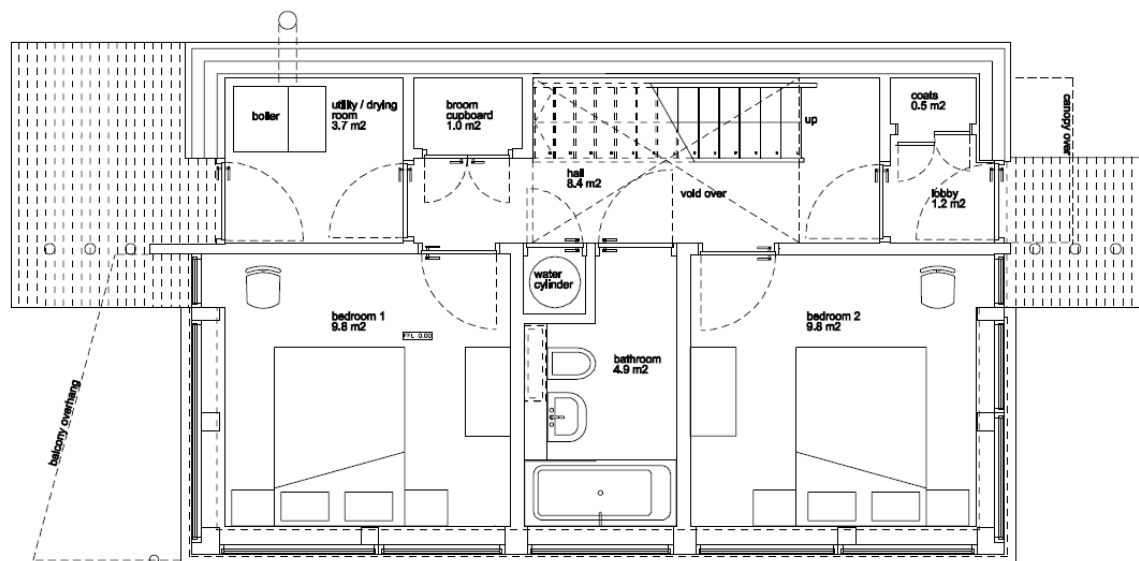 boiler
utility / drying
room
3.7 m2
broom
cupboard
1.0 m2
coats
0.5 m2
canopy over
up
hall
8.4 m2
void over
lobby
1.2 m2
water
cylinder
bedroom 1
9.8 m2
FFL 0.00
bathroom
4.9 m2
bedroom 2
9.8 m2
balcony overhang